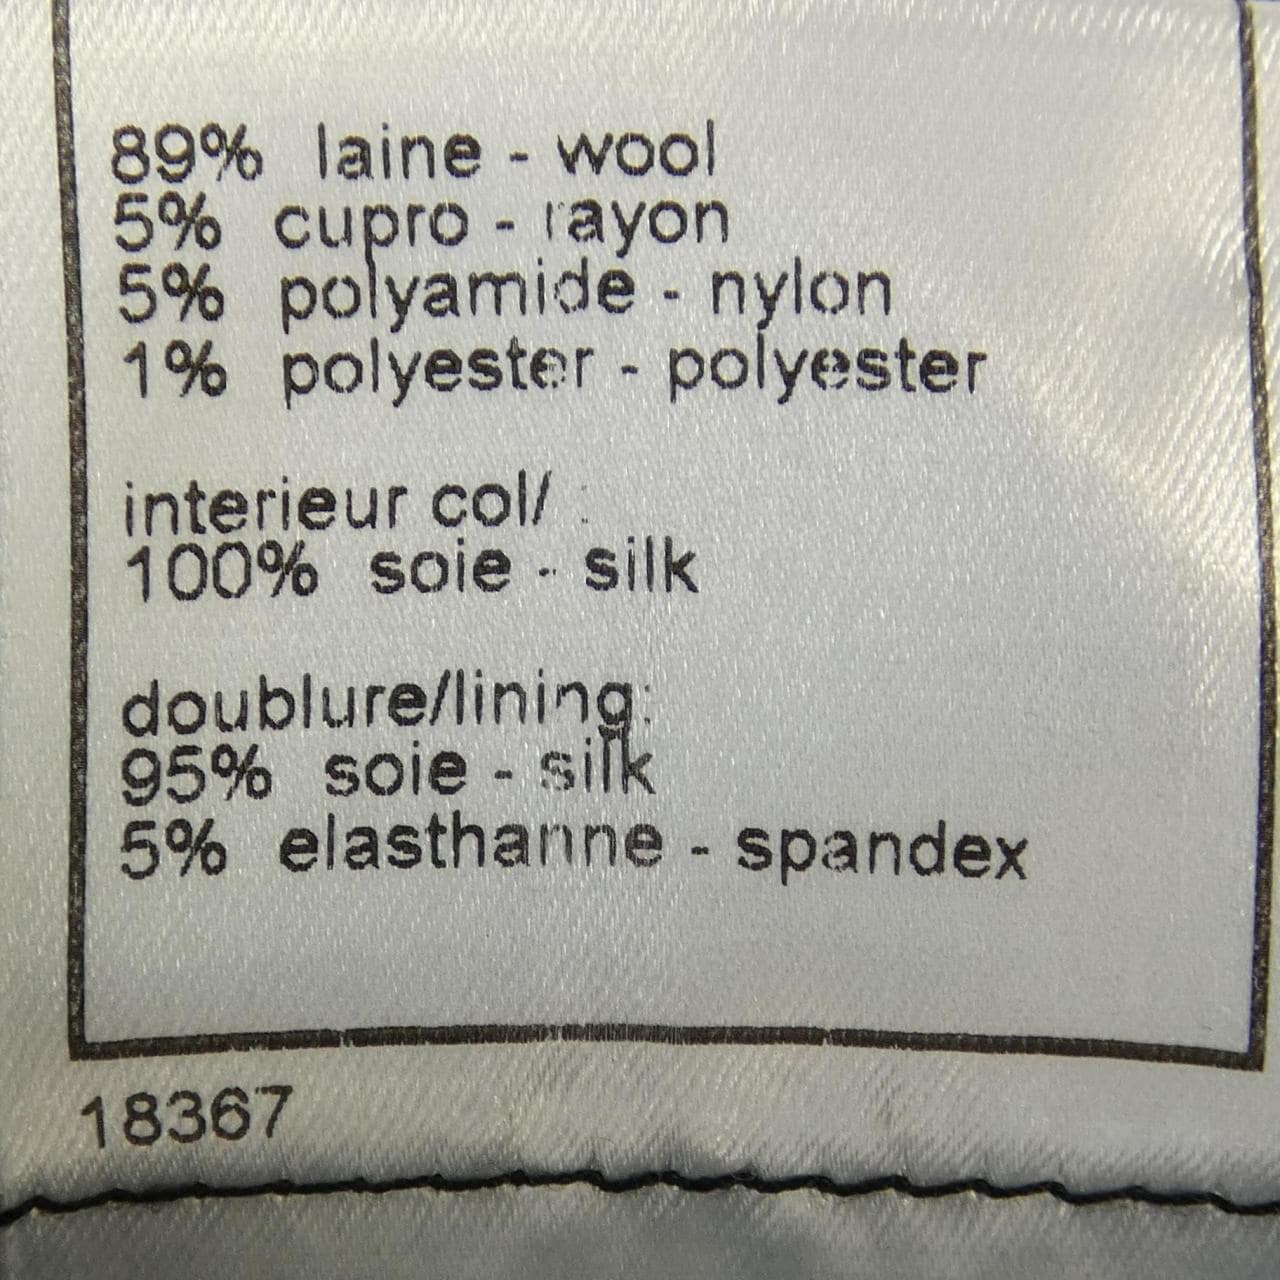 89% laine - wool
5% cupro - rayon
5% polyamide - nylon
1% polyester - polyester
interieur col/ :
100% soie - silk
doublure/lining:
95% soie - silk
5% elasthanne - spandex
18367